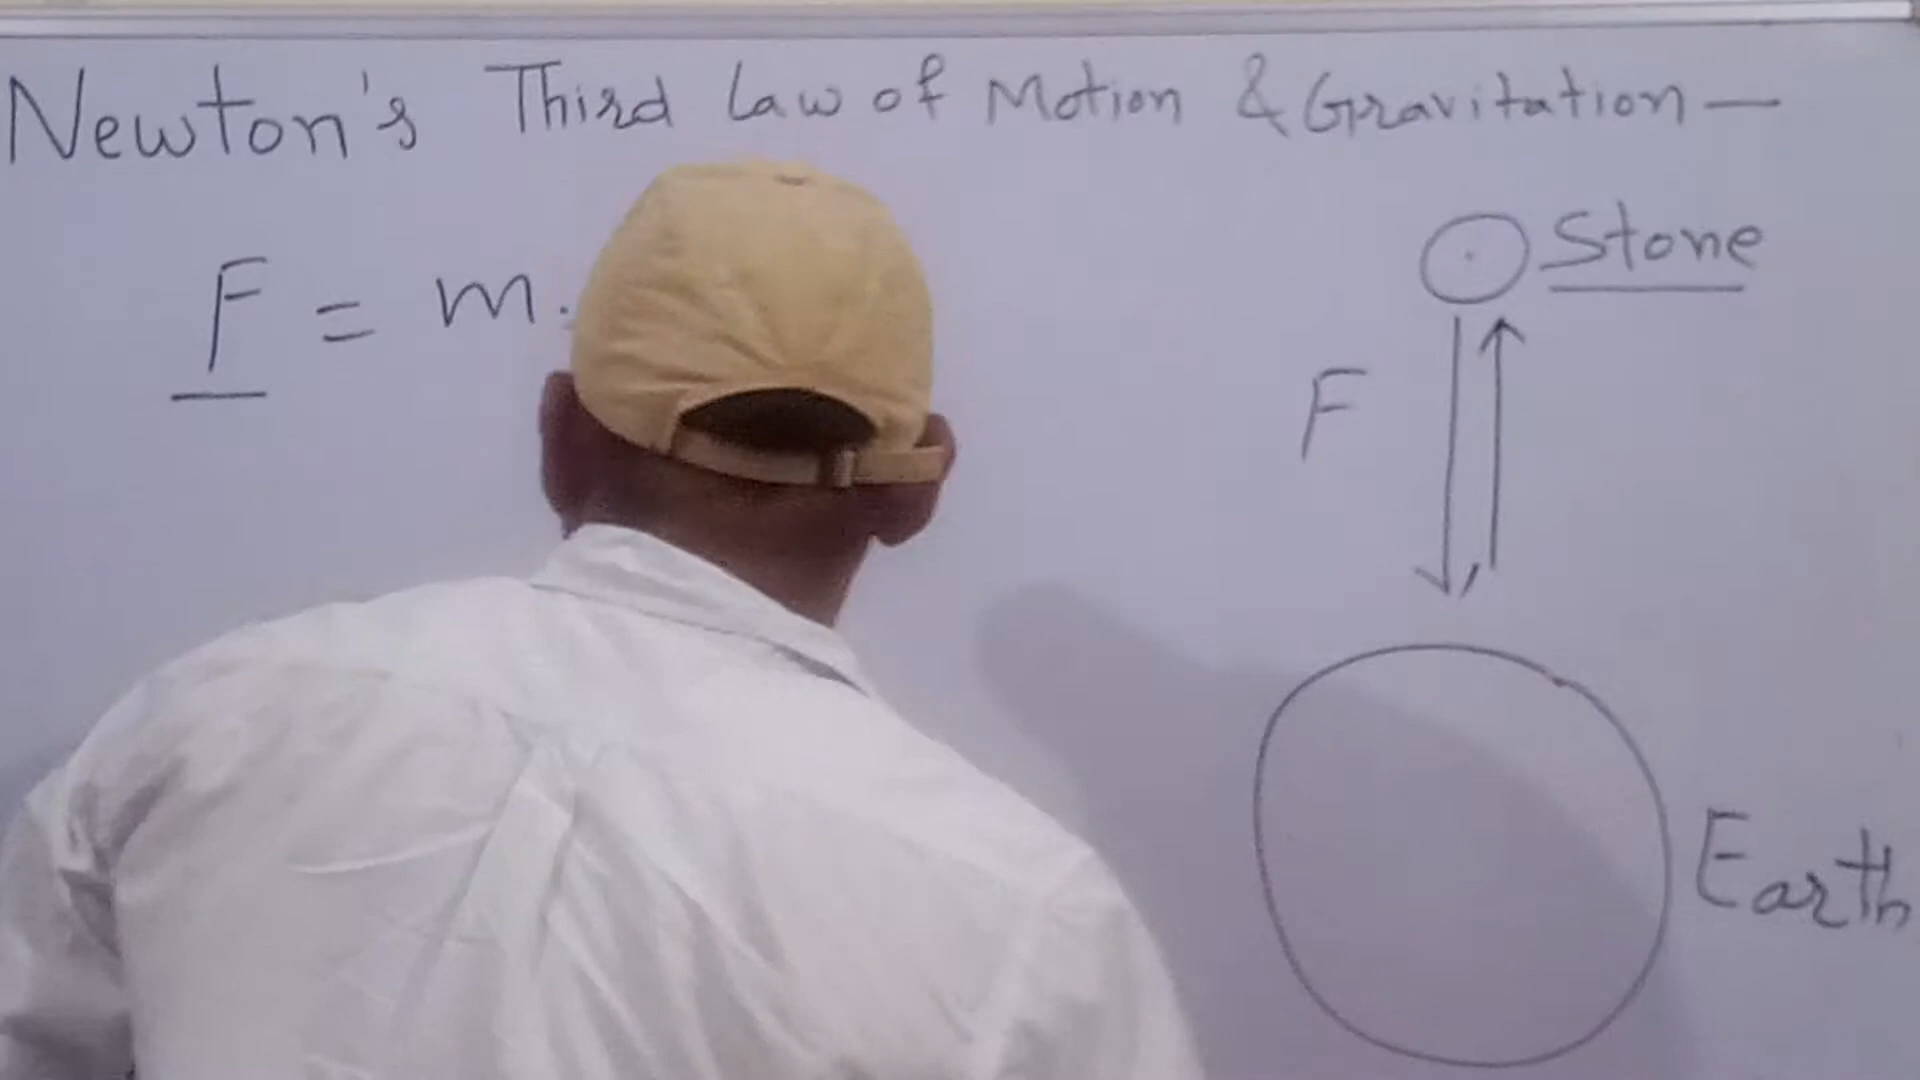 Newton's Third Law of Motion & Gravitation —
Stone
F = m.
F
Earth